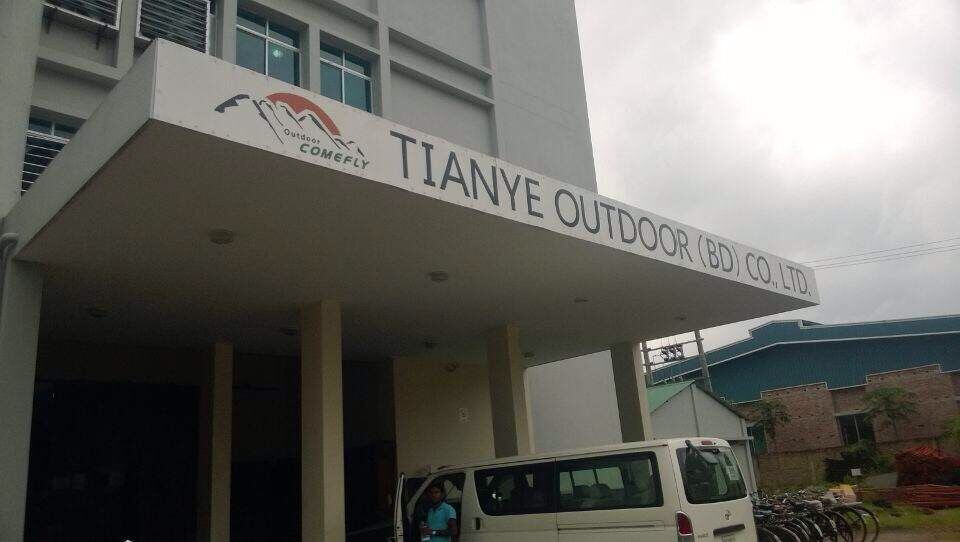 Outdoor
COMEFLY
TIANYE OUTDOOR (BD) CO., LTD.